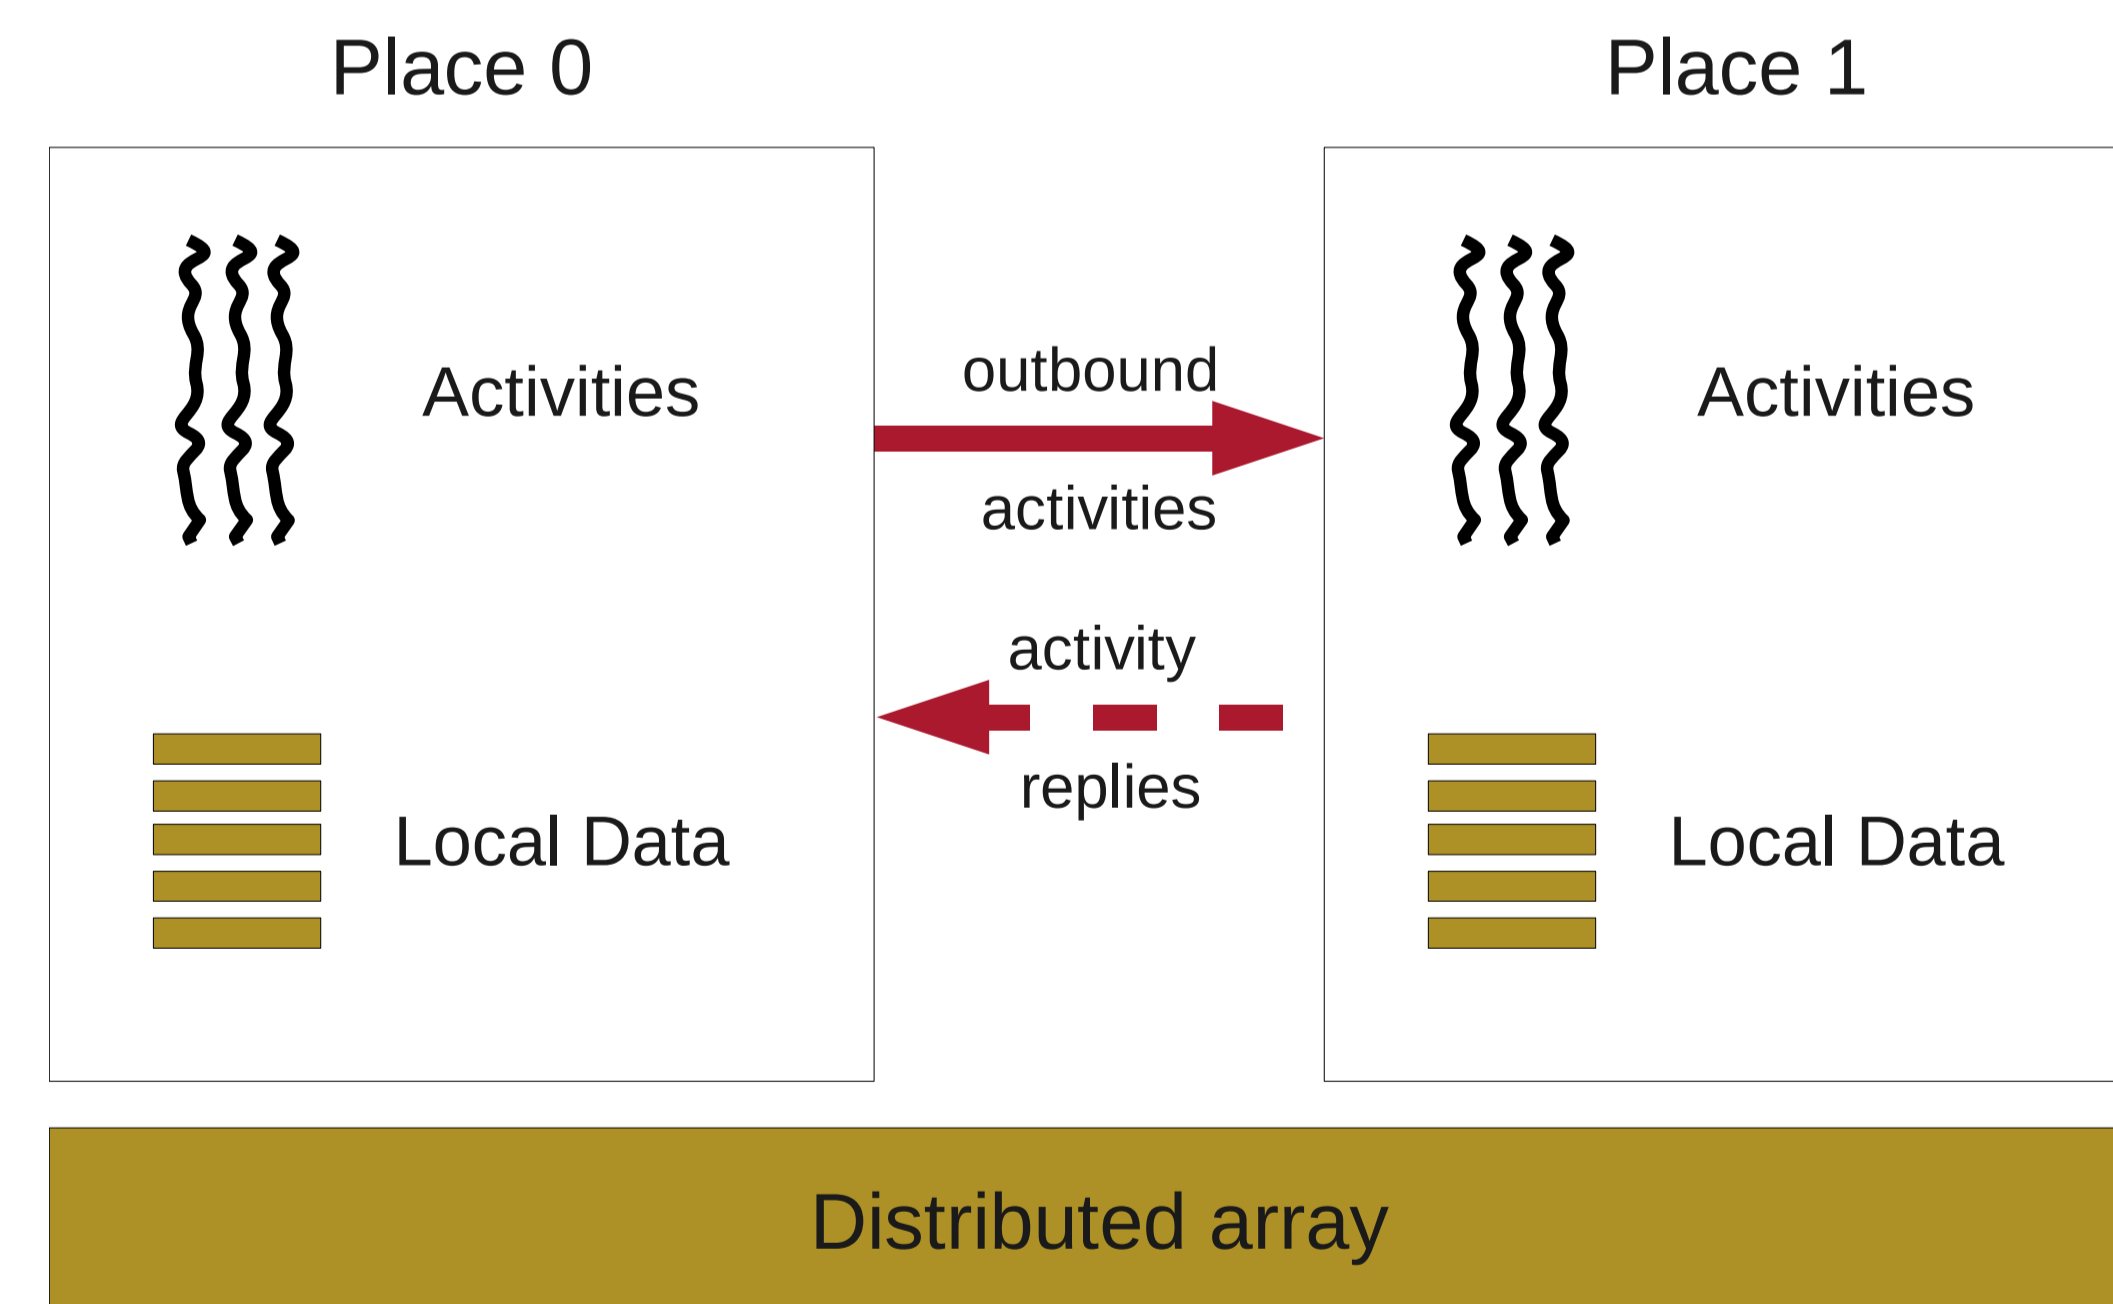 Place 0
Place 1
Activities
outbound
activities
Activities
activity
replies
Local Data
Local Data
Distributed array